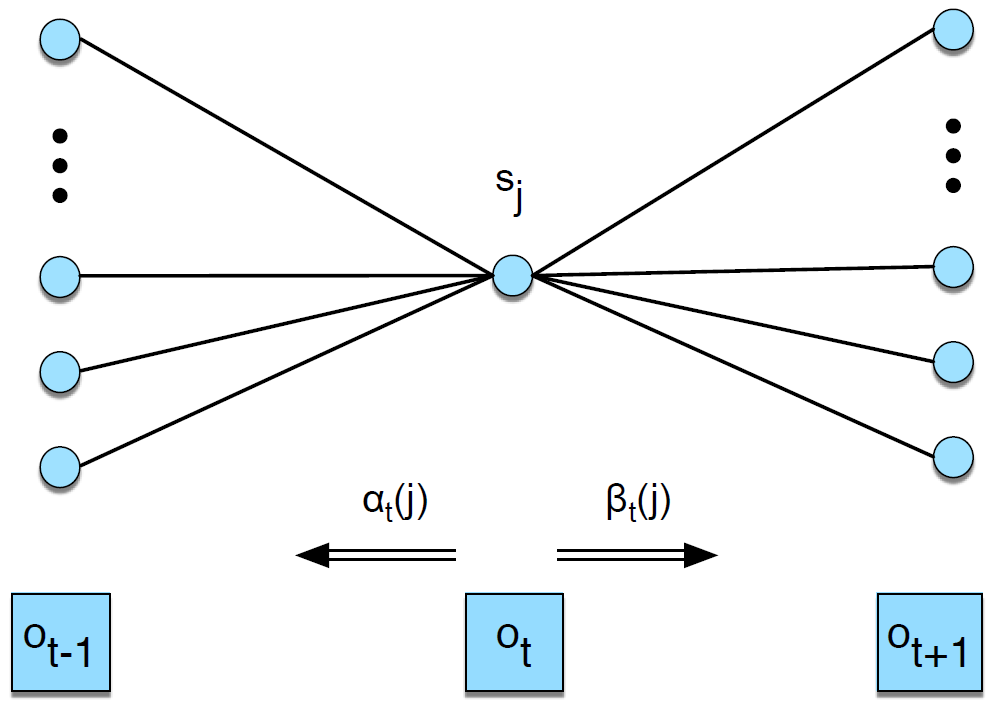 s_j
α_t(j) β_t(j)
o_t-1 o_t o_t+1